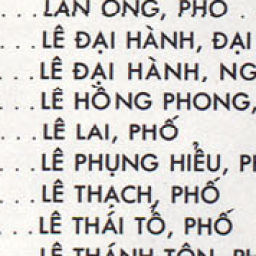 ...LÃN ÔNG, PHỐ .
...LÊ ĐẠI HÀNH, ĐẠI
...LÊ ĐẠI HÀNH, NG
...LÊ HỒNG PHONG,
...LÊ LAI, PHỐ
...LÊ PHỤNG HIỂU, P
...LÊ THẠCH, PHỐ
...LÊ THÁI TỔ, PHỐ
LÊ THÁNH TÔN, PH